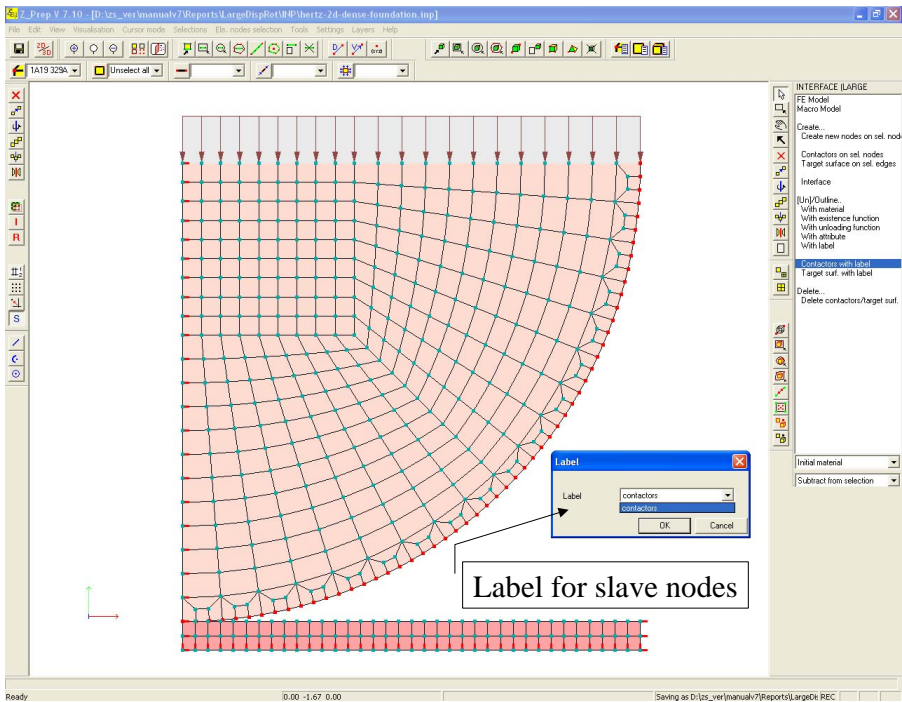 Z_Prep V 7.10 - [D:\zs_ver\manualv7\Reports\LargeDispRot\INP\hertz-2d-dense-foundation.inp]
File Edit View Visualisation Cursor mode Selections Ele. nodes selection Tools Settings Layers Help
2D/3D
1A19 329A
Unselect all
INTERFACE (LARGE
FE Model
Macro Model
Create...
Create new nodes on sel. node
Contactors on sel. nodes
Target surface on sel. edges
Interface
[Un]/Outline..
With material
With existence function
With unloading function
With attribute
With label
Contactors with label
Target surf. with label
Delete...
Delete contactors/target surf.
I
R
S
Initial material
Subtract from selection
Label
Label
contactors
contactors
OK
Cancel
Label for slave nodes
Ready
0.00 -1.67 0.00
Saving as D:\zs_ver\manualv7\Reports\LargeDi
REC